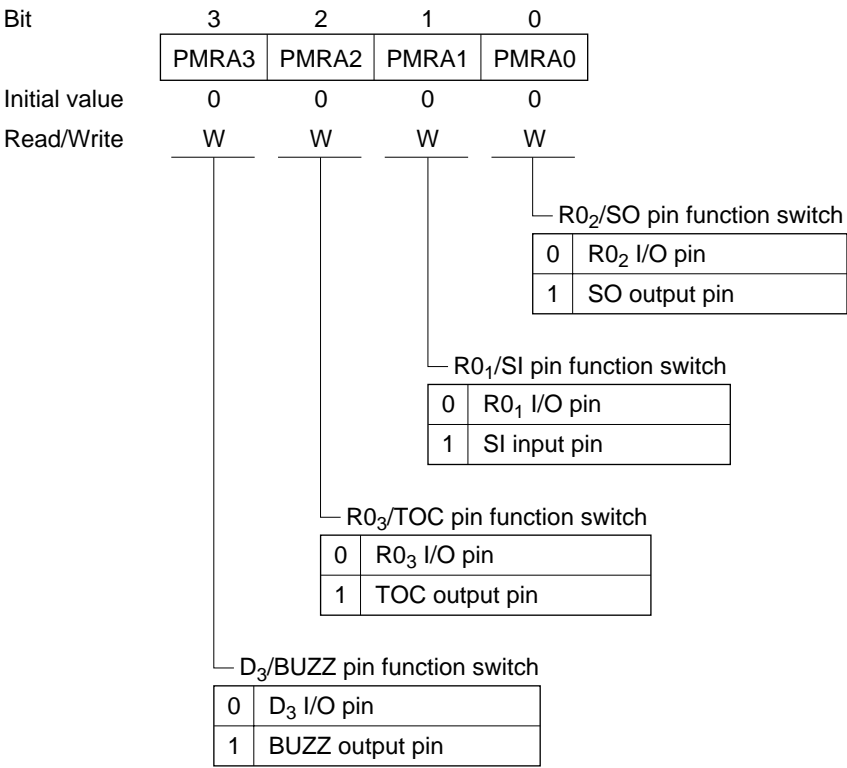 Bit 3 2 1 0
PMRA3 PMRA2 PMRA1 PMRA0
Initial value 0 0 0 0
Read/Write W W W W
R0₂/SO pin function switch
0 R0₂ I/O pin
1 SO output pin
R0₁/SI pin function switch
0 R0₁ I/O pin
1 SI input pin
R0₃/TOC pin function switch
0 R0₃ I/O pin
1 TOC output pin
D₃/BUZZ pin function switch
0 D₃ I/O pin
1 BUZZ output pin